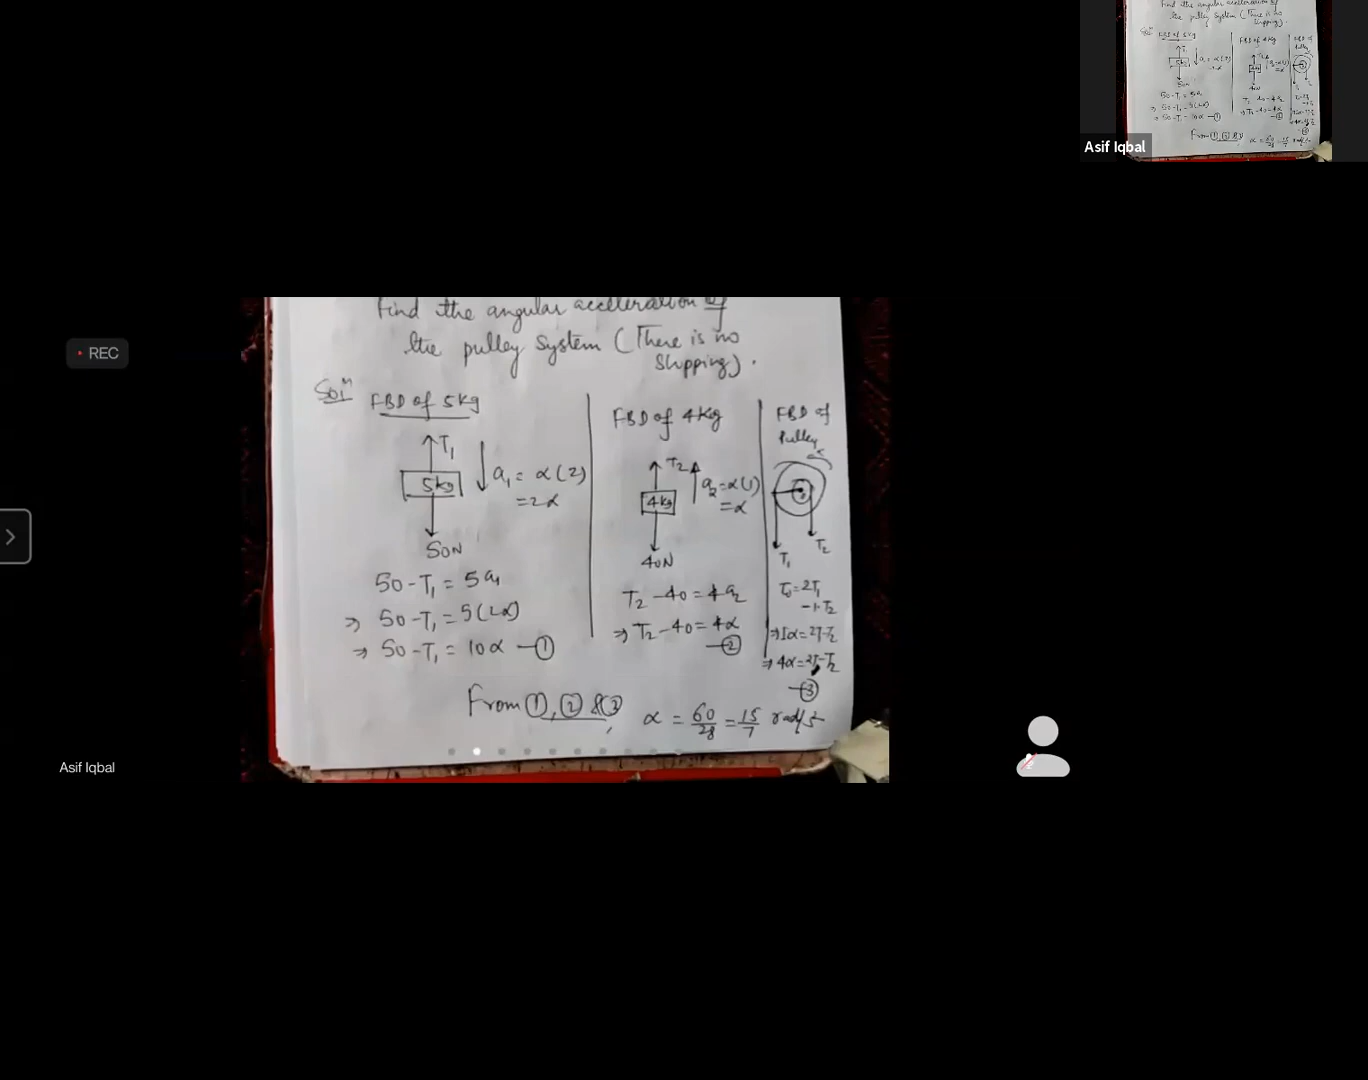 Find the angular acceleration of
the pulley system (There is no
slipping).
Solⁿ
FBD of 5kg
T₁
5kg
a₁ = α(2)
= 2α
50N
50-T₁ = 5a₁
⇒ 50-T₁ = 5(2α)
⇒ 50-T₁ = 10α —①
FBD of 4kg
T₂
4kg
a₂ = α(1)
= α
40N
T₂-40 = 4a₂
⇒ T₂-40 = 4α
—②
FBD of
Pulley
α
T₁
T₂
τ₀ = 2T₁
-1·T₂
⇒ Iα = 2T-T₂
⇒ 4α = 2T-T₂
—③
From ①, ② & ③,
α = 60/28 = 15/7 rad/s²
REC
Asif Iqbal
Asif Iqbal